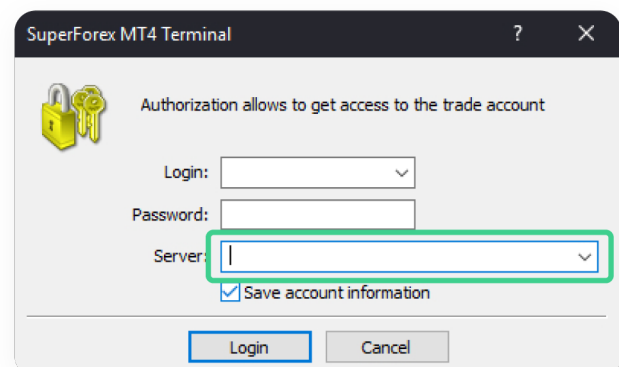 SuperForex MT4 Terminal ?
Authorization allows to get access to the trade account
Login:
Password:
Server:
Save account information
Login Cancel